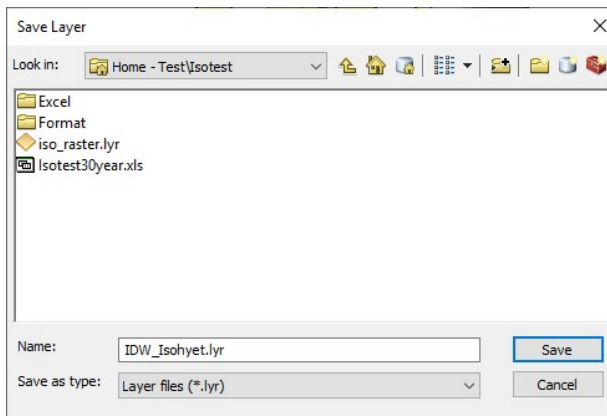 Save Layer
Look in: Home - Test\Isotest
Excel
Format
iso_raster.lyr
Isotest30year.xls
Name: IDW_Isohyet.lyr Save
Save as type: Layer files (*.lyr) Cancel